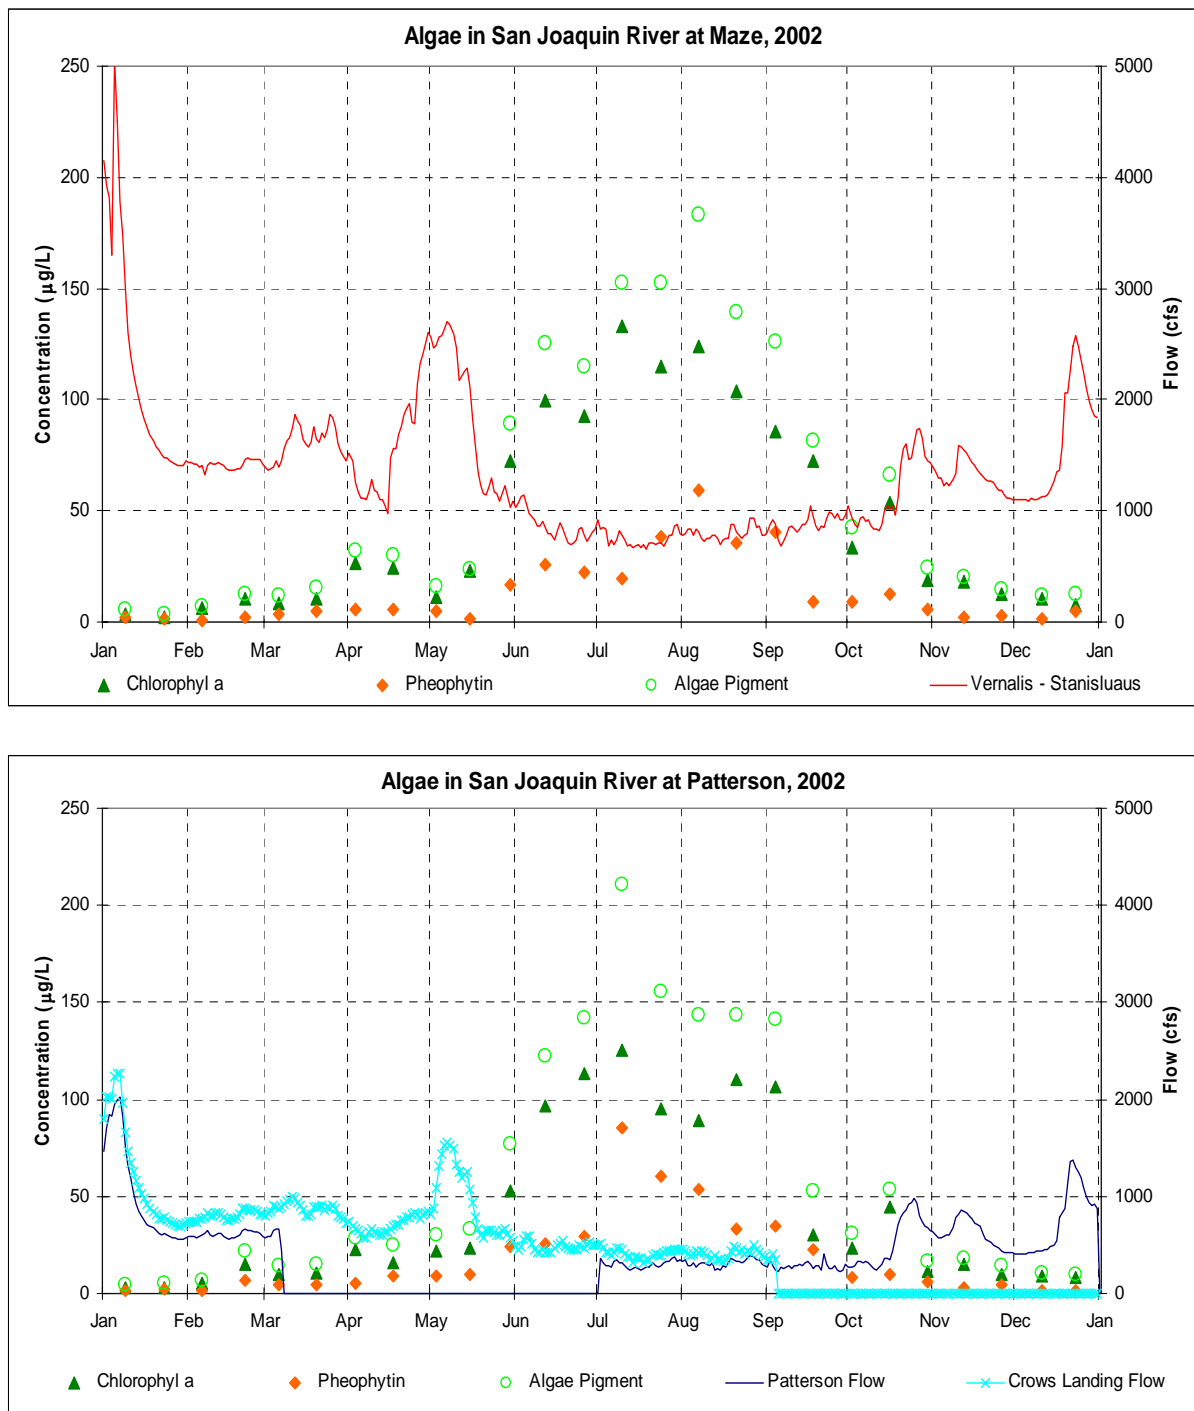 Algae in San Joaquin River at Maze, 2002
250 5000
200 4000
150 3000
100 2000
50 1000
0 0
Concentration (µg/L)
Flow (cfs)
Jan Feb Mar Apr May Jun Jul Aug Sep Oct Nov Dec Jan
Chlorophyl a Pheophytin Algae Pigment Vernalis - Stanisluaus
Algae in San Joaquin River at Patterson, 2002
250 5000
200 4000
150 3000
100 2000
50 1000
0 0
Concentration (µg/L)
Flow (cfs)
Jan Feb Mar Apr May Jun Jul Aug Sep Oct Nov Dec Jan
Chlorophyl a Pheophytin Algae Pigment Patterson Flow Crows Landing Flow